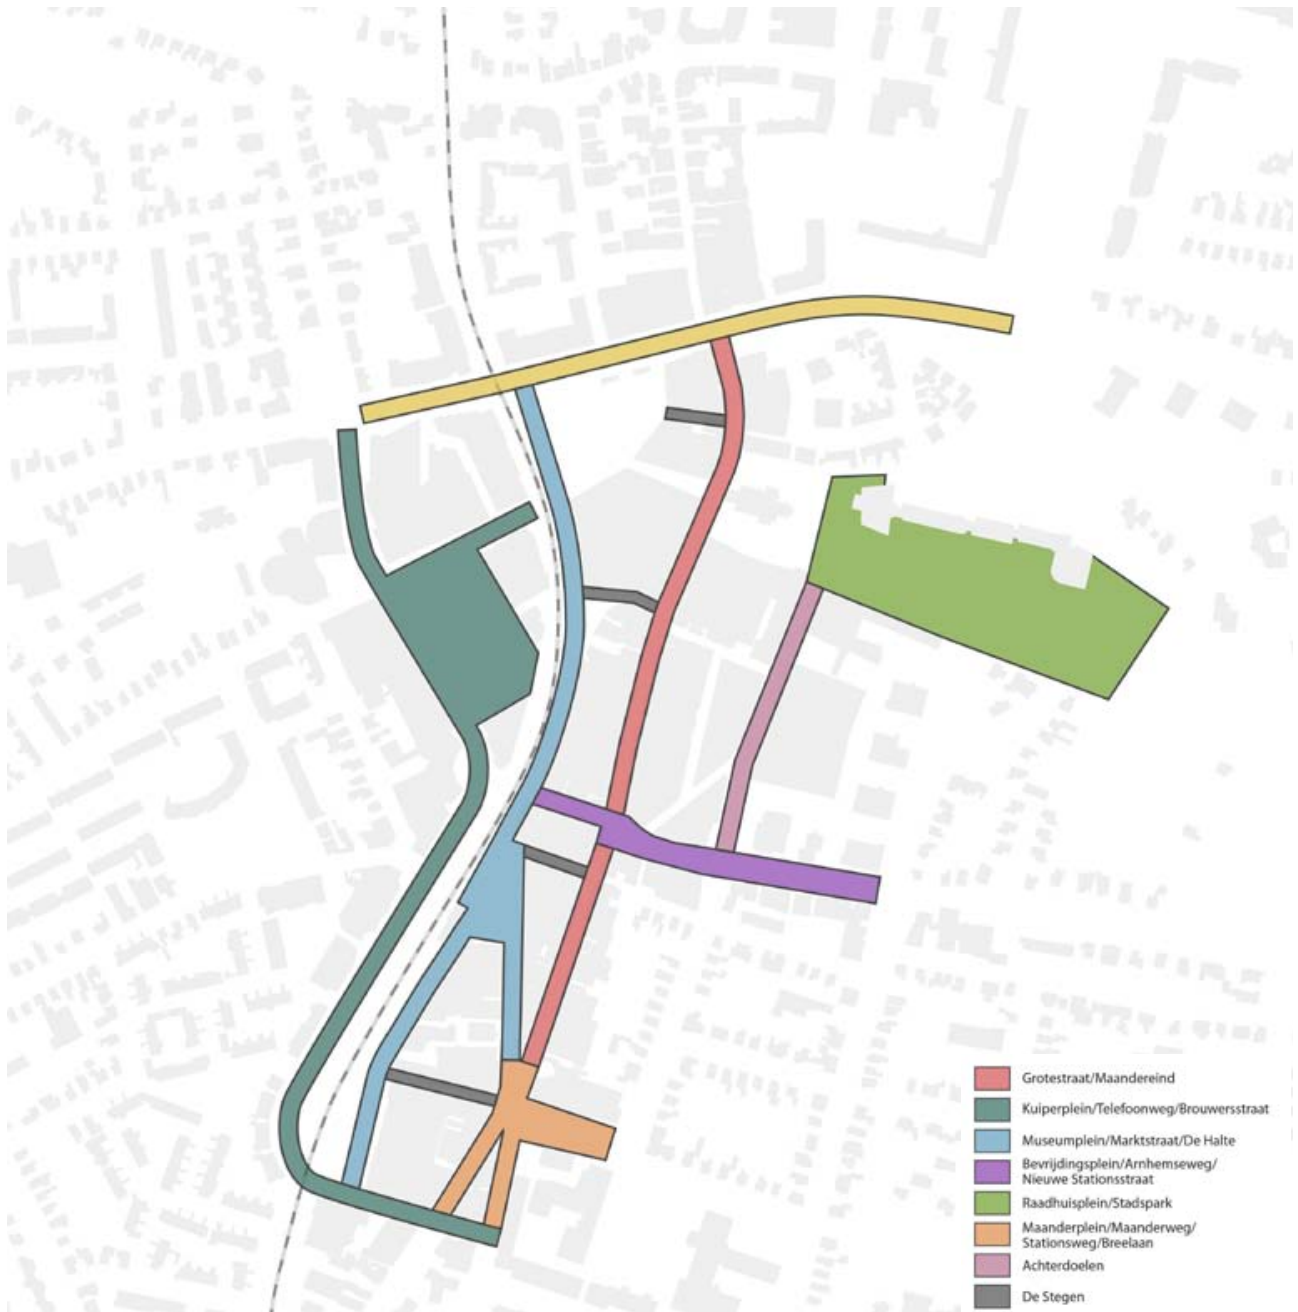 Grotestraat/Maandereind
Kuiperplein/Telefoonweg/Brouwersstraat
Museumplein/Marktstraat/De Halte
Bevrijdingsplein/Arnhemseweg/
Nieuwe Stationsstraat
Raadhuisplein/Stadspark
Maanderplein/Maanderweg/
Stationsweg/Breelaan
Achterdoelen
De Stegen